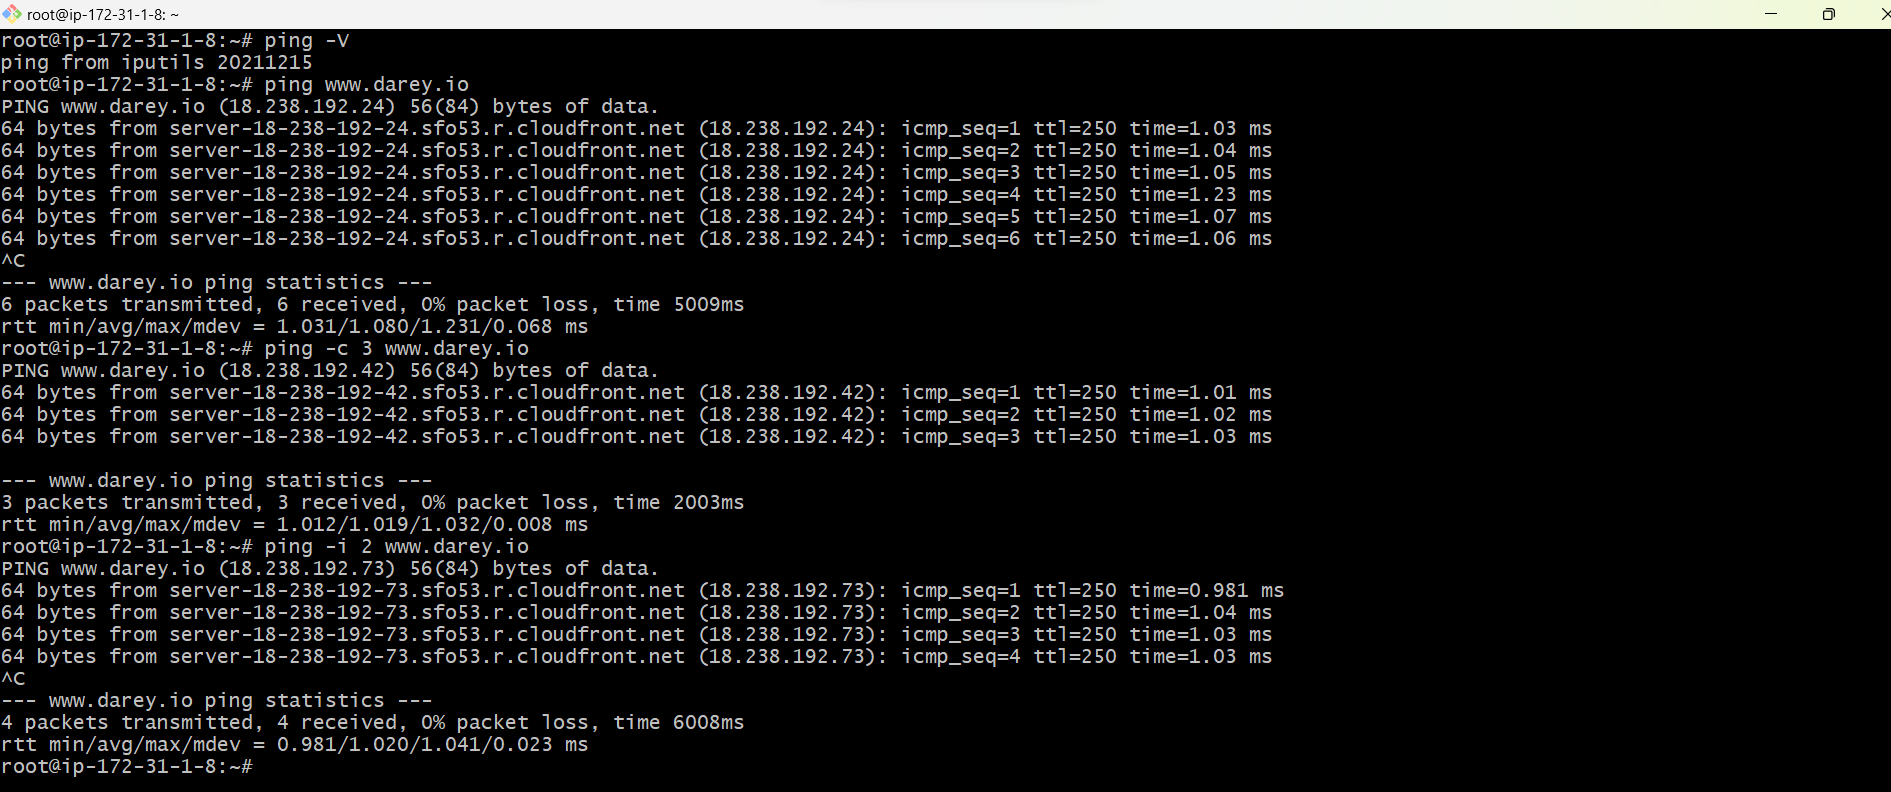 root@ip-172-31-1-8: ~
root@ip-172-31-1-8:~# ping -V
ping from iputils 20211215
root@ip-172-31-1-8:~# ping www.darey.io
PING www.darey.io (18.238.192.24) 56(84) bytes of data.
64 bytes from server-18-238-192-24.sfo53.r.cloudfront.net (18.238.192.24): icmp_seq=1 ttl=250 time=1.03 ms
64 bytes from server-18-238-192-24.sfo53.r.cloudfront.net (18.238.192.24): icmp_seq=2 ttl=250 time=1.04 ms
64 bytes from server-18-238-192-24.sfo53.r.cloudfront.net (18.238.192.24): icmp_seq=3 ttl=250 time=1.05 ms
64 bytes from server-18-238-192-24.sfo53.r.cloudfront.net (18.238.192.24): icmp_seq=4 ttl=250 time=1.23 ms
64 bytes from server-18-238-192-24.sfo53.r.cloudfront.net (18.238.192.24): icmp_seq=5 ttl=250 time=1.07 ms
64 bytes from server-18-238-192-24.sfo53.r.cloudfront.net (18.238.192.24): icmp_seq=6 ttl=250 time=1.06 ms
^C
--- www.darey.io ping statistics ---
6 packets transmitted, 6 received, 0% packet loss, time 5009ms
rtt min/avg/max/mdev = 1.031/1.080/1.231/0.068 ms
root@ip-172-31-1-8:~# ping -c 3 www.darey.io
PING www.darey.io (18.238.192.42) 56(84) bytes of data.
64 bytes from server-18-238-192-42.sfo53.r.cloudfront.net (18.238.192.42): icmp_seq=1 ttl=250 time=1.01 ms
64 bytes from server-18-238-192-42.sfo53.r.cloudfront.net (18.238.192.42): icmp_seq=2 ttl=250 time=1.02 ms
64 bytes from server-18-238-192-42.sfo53.r.cloudfront.net (18.238.192.42): icmp_seq=3 ttl=250 time=1.03 ms
--- www.darey.io ping statistics ---
3 packets transmitted, 3 received, 0% packet loss, time 2003ms
rtt min/avg/max/mdev = 1.012/1.019/1.032/0.008 ms
root@ip-172-31-1-8:~# ping -i 2 www.darey.io
PING www.darey.io (18.238.192.73) 56(84) bytes of data.
64 bytes from server-18-238-192-73.sfo53.r.cloudfront.net (18.238.192.73): icmp_seq=1 ttl=250 time=0.981 ms
64 bytes from server-18-238-192-73.sfo53.r.cloudfront.net (18.238.192.73): icmp_seq=2 ttl=250 time=1.04 ms
64 bytes from server-18-238-192-73.sfo53.r.cloudfront.net (18.238.192.73): icmp_seq=3 ttl=250 time=1.03 ms
64 bytes from server-18-238-192-73.sfo53.r.cloudfront.net (18.238.192.73): icmp_seq=4 ttl=250 time=1.03 ms
^C
--- www.darey.io ping statistics ---
4 packets transmitted, 4 received, 0% packet loss, time 6008ms
rtt min/avg/max/mdev = 0.981/1.020/1.041/0.023 ms
root@ip-172-31-1-8:~#